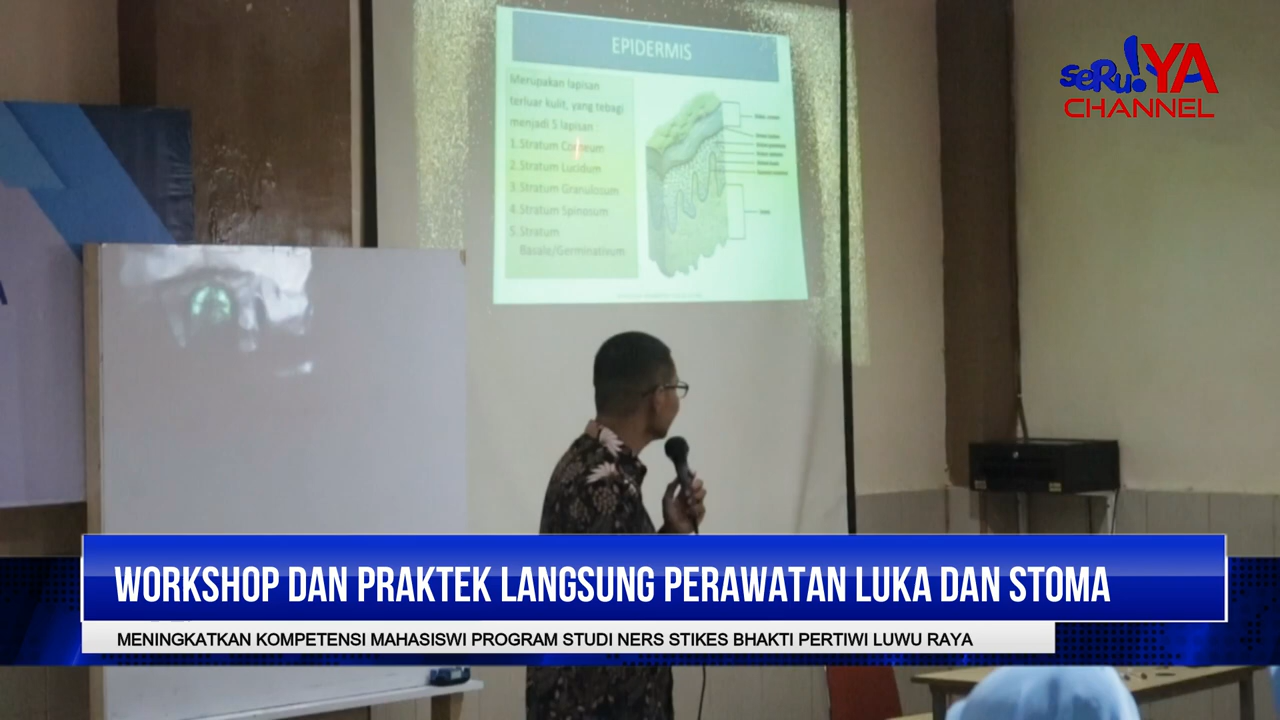 EPIDERMIS
Merupakan lapisan
terluar kulit, yang tebagi
menjadi 5 lapisan :
1.Stratum Corneum
2.Stratum Lucidum
3.Stratum Granulosum
4.Stratum Spinosum
5.Stratum
Basale/Germinativum
seRu!YA
CHANNEL
WORKSHOP DAN PRAKTEK LANGSUNG PERAWATAN LUKA DAN STOMA
MENINGKATKAN KOMPETENSI MAHASISWI PROGRAM STUDI NERS STIKES BHAKTI PERTIWI LUWU RAYA